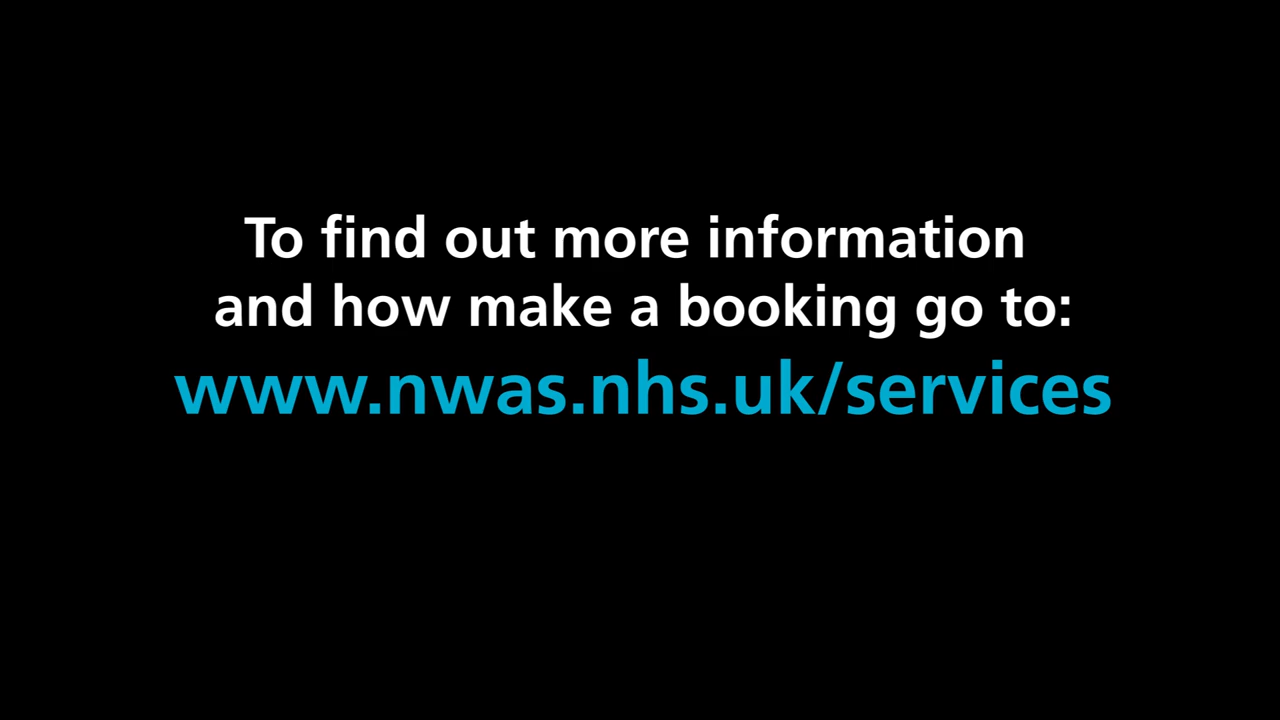 To find out more information
and how make a booking go to:
www.nwas.nhs.uk/services